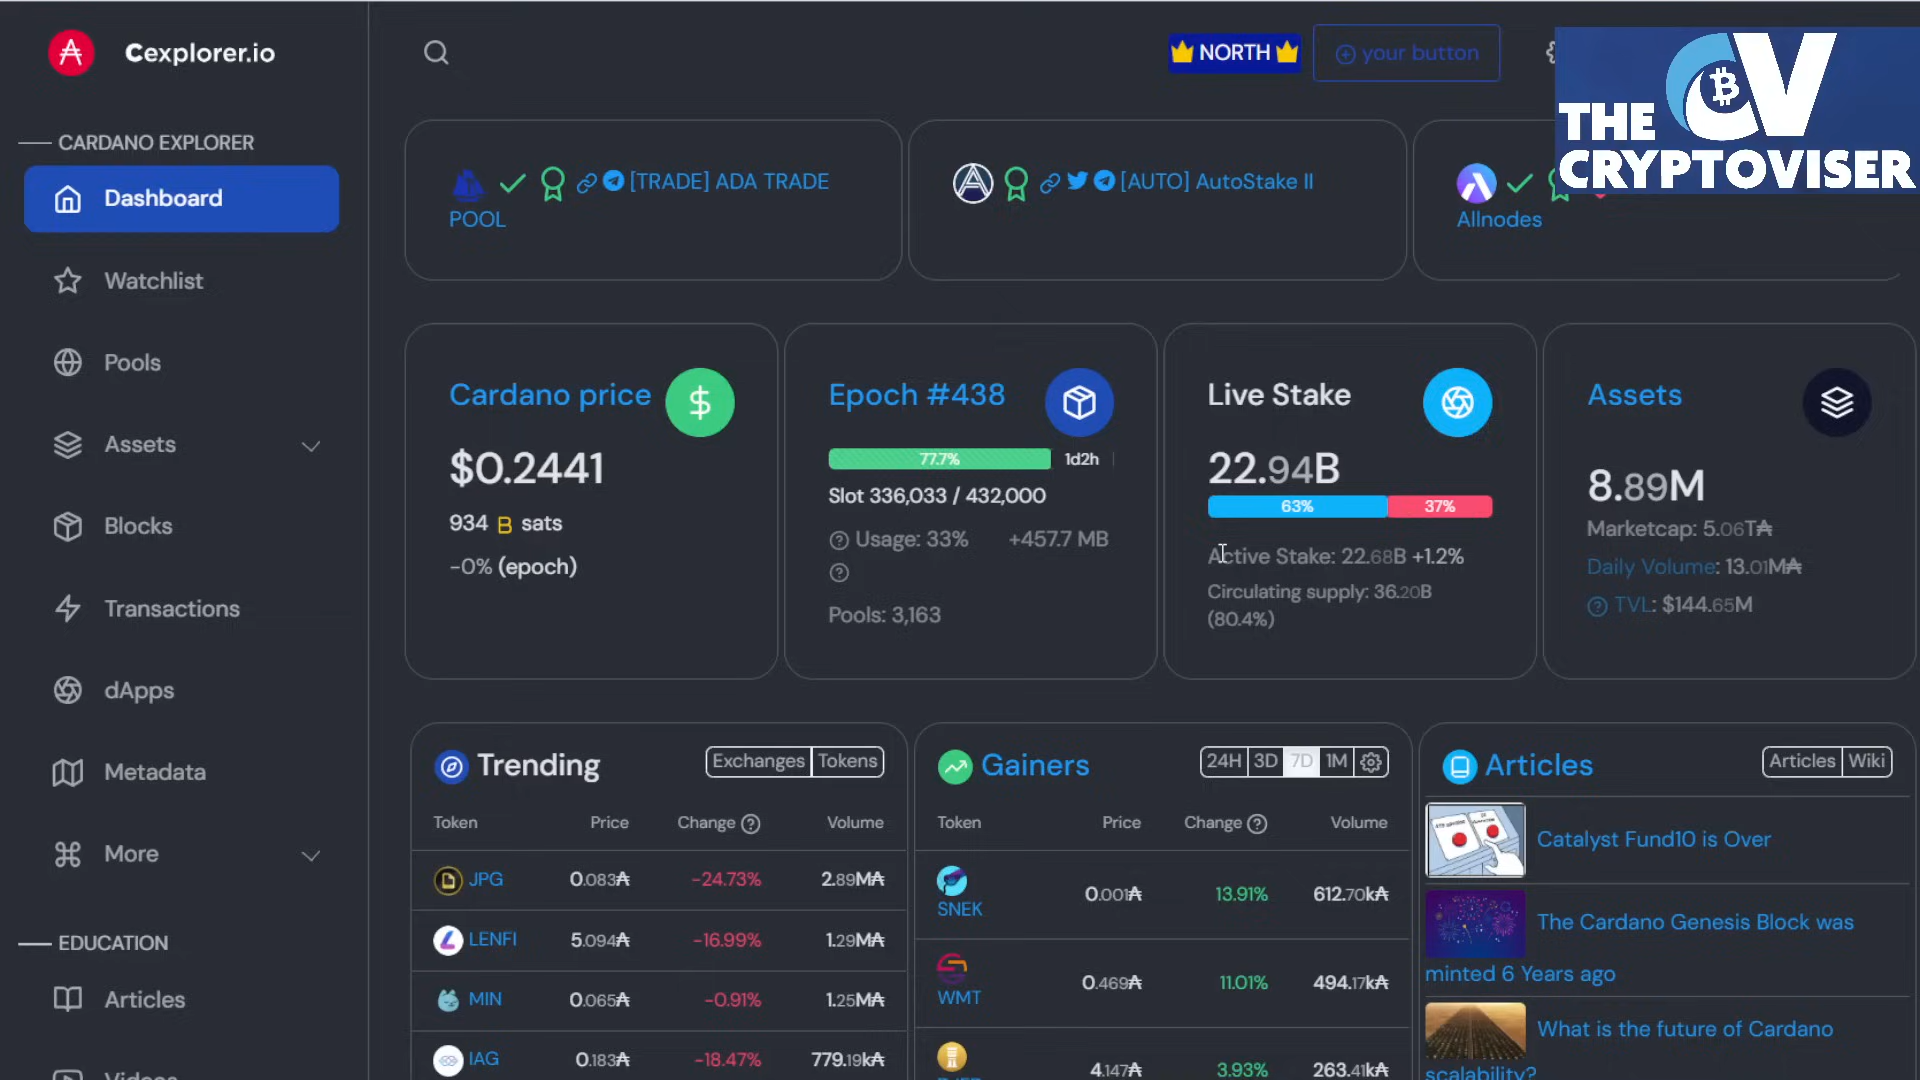 Cexplorer.io
NORTH
your button
THE
CV
CRYPTOVISER
CARDANO EXPLORER
Dashboard
Watchlist
Pools
Assets
Blocks
Transactions
dApps
Metadata
More
EDUCATION
Articles
Videos
[TRADE] ADA TRADE
POOL
[AUTO] AutoStake II
Allnodes
Cardano price
$0.2441
934 B sats
-0% (epoch)
Epoch #438
77.7% 1d2h
Slot 336,033 / 432,000
Usage: 33% +457.7 MB
Pools: 3,163
Live Stake
22.94B
63% 37%
Active Stake: 22.68B +1.2%
Circulating supply: 36.20B
(80.4%)
Assets
8.89M
Marketcap: 5.06T₳
Daily Volume: 13.01M₳
TVL: $144.65M
Trending Exchanges Tokens
Token Price Change Volume
JPG 0.083₳ -24.73% 2.89M₳
LENFI 5.094₳ -16.99% 1.29M₳
MIN 0.065₳ -0.91% 1.25M₳
IAG 0.183₳ -18.47% 779.19k₳
Gainers 24H 3D 7D 1M
Token Price Change Volume
SNEK 0.001₳ 13.91% 612.70k₳
WMT 0.469₳ 11.01% 494.17k₳
4.147₳ 3.93% 263.41k₳
Articles Articles Wiki
Catalyst Fund10 is Over
The Cardano Genesis Block was
minted 6 Years ago
What is the future of Cardano
scalability?